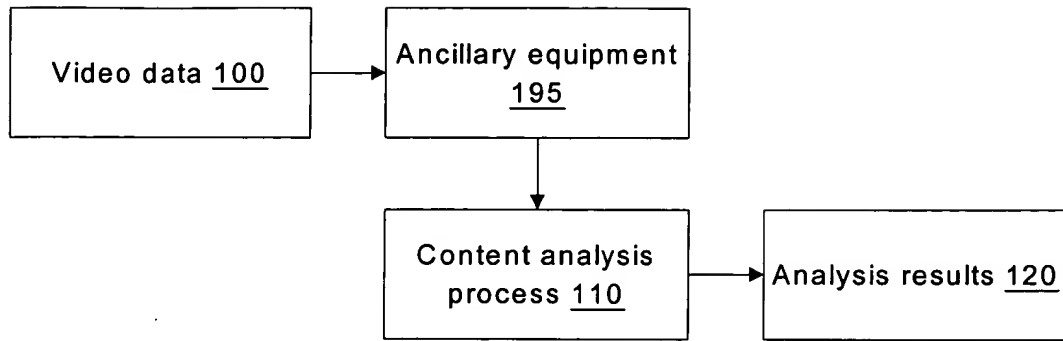 Video data 100
Ancillary equipment
195
Content analysis
process 110
Analysis results 120